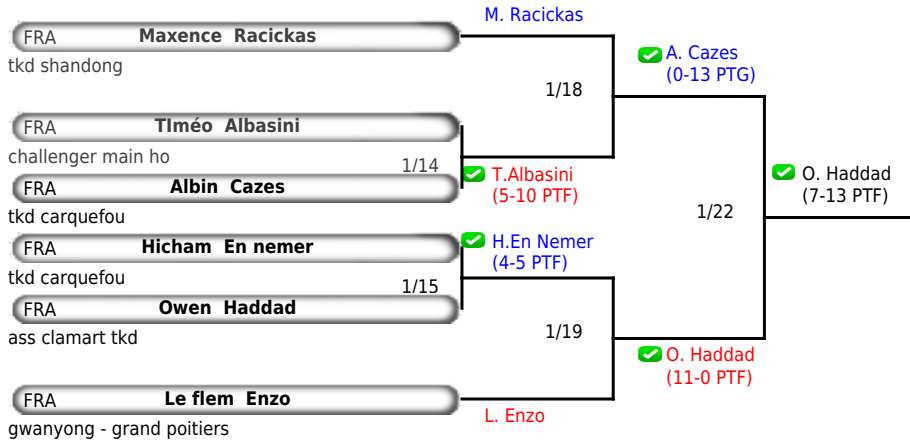 M. Racickas
FRA Maxence Racickas
tkd shandong
A. Cazes
(0-13 PTG)
1/18
FRA TIméo Albasini
challenger main ho
1/14
T.Albasini
(5-10 PTF)
FRA Albin Cazes
tkd carquefou
O. Haddad
(7-13 PTF)
1/22
FRA Hicham En nemer
tkd carquefou
H.En Nemer
(4-5 PTF)
1/15
FRA Owen Haddad
ass clamart tkd
1/19
O. Haddad
(11-0 PTF)
FRA Le flem Enzo
gwanyong - grand poitiers
L. Enzo